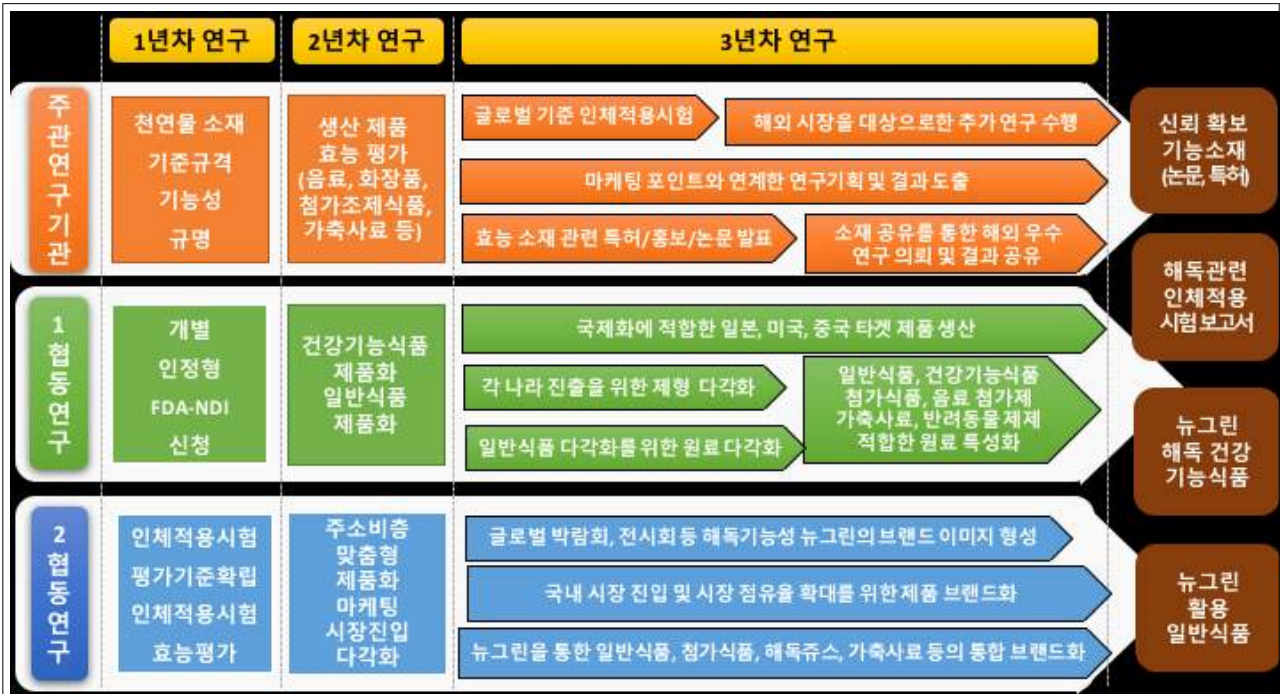 1년차 연구
2년차 연구
3년차 연구
주
관
연
구
기
관
천연물 소재
기준규격
기능성
규명
생산 제품
효능 평가
(음료, 화장품,
첨가조제식품,
가축사료 등)
글로벌 기준 인체적용시험
해외 시장을 대상으로한 추가 연구 수행
마케팅 포인트와 연계한 연구기획 및 결과 도출
효능 소재 관련 특허/홍보/논문 발표
소재 공유를 통한 해외 우수
연구 의뢰 및 결과 공유
신뢰 확보
기능소재
(논문, 특허)
해독관련
인체적용
시험보고서
1
협
동
연
구
개별
인정형
FDA-NDI
신청
건강기능식품
제품화
일반식품
제품화
국제화에 적합한 일본, 미국, 중국 타겟 제품 생산
각 나라 진출을 위한 제형 다각화
일반식품 다각화를 위한 원료 다각화
일반식품, 건강기능식품
첨가식품, 음료 첨가제
가축사료, 반려동물 제제
적합한 원료 특성화
뉴그린
해독 건강
기능식품
2
협
동
연
구
인체적용시험
평가기준확립
인체적용시험
효능평가
주소비층
맞춤형
제품화
마케팅
시장진입
다각화
글로벌 박람회, 전시회 등 해독기능성 뉴그린의 브랜드 이미지 형성
국내 시장 진입 및 시장 점유율 확대를 위한 제품 브랜드화
뉴그린을 통한 일반식품, 첨가식품, 해독쥬스, 가축사료 등의 통합 브랜드화
뉴그린
활용
일반식품